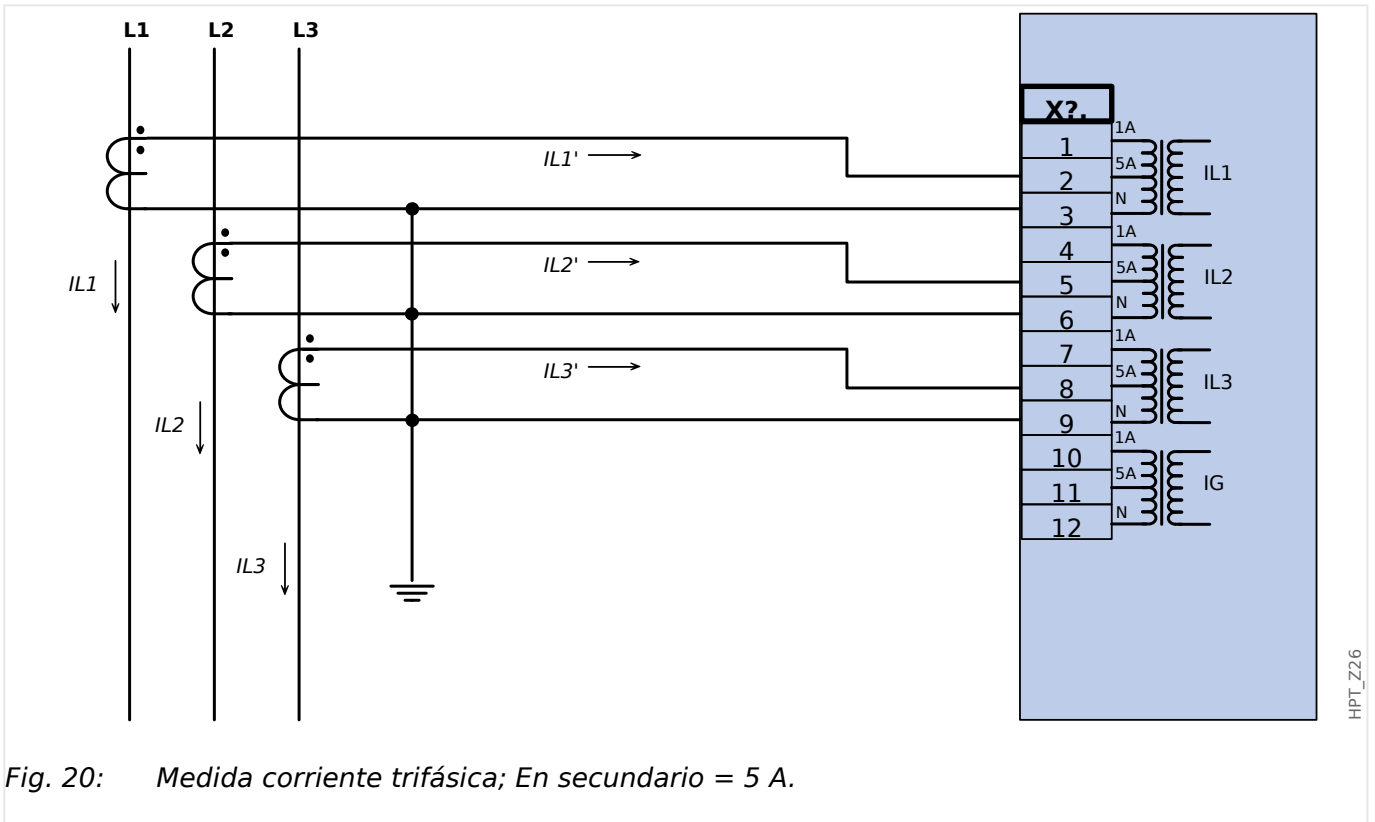 L1 L2 L3
X?.
1A
1
IL1'
5A
IL1
2
N
3
1A
4
IL2'
5A
IL2
IL1
5
N
6
1A
7
IL3'
5A
IL3
8
N
9
IL2
1A
10
5A
IG
11
N
12
IL3
HPT_Z26
Fig. 20: Medida corriente trifásica; En secundario = 5 A.